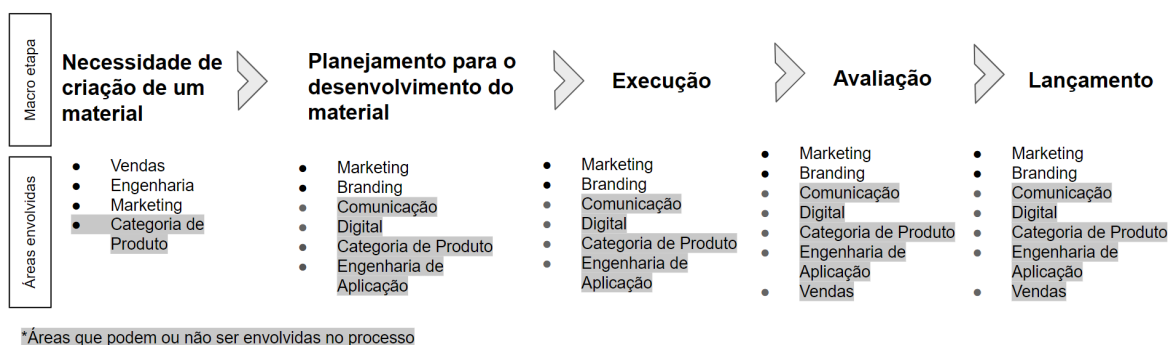 Macro etapa
Necessidade de
criação de um
material
Planejamento para o
desenvolvimento do
material
Execução
Avaliação
Lançamento
Áreas envolvidas
● Vendas
● Engenharia
● Marketing
● Categoria de
Produto
● Marketing
● Branding
● Comunicação
● Digital
● Categoria de Produto
● Engenharia de
Aplicação
● Marketing
● Branding
● Comunicação
● Digital
● Categoria de Produto
● Engenharia de
Aplicação
● Marketing
● Branding
● Comunicação
● Digital
● Categoria de Produto
● Engenharia de
Aplicação
● Vendas
● Marketing
● Branding
● Comunicação
● Digital
● Categoria de Produto
● Engenharia de
Aplicação
● Vendas
*Áreas que podem ou não ser envolvidas no processo